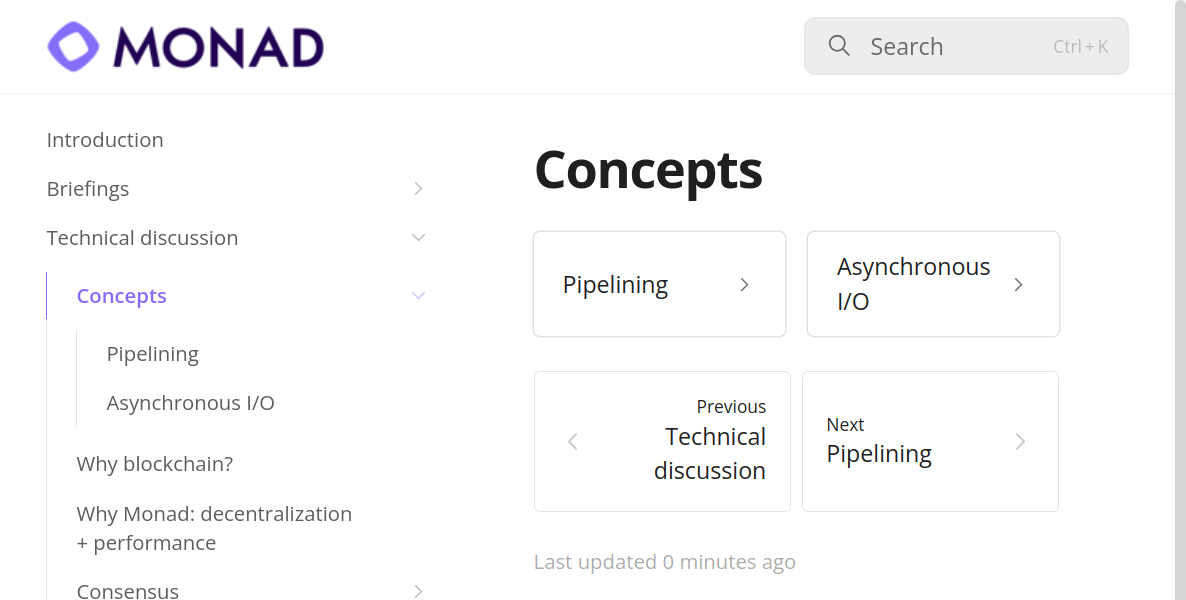 MONAD
Search
Ctrl + K
Introduction
Briefings
Technical discussion
Concepts
Pipelining
Asynchronous I/O
Why blockchain?
Why Monad: decentralization
+ performance
Consensus
Concepts
Pipelining
Asynchronous
I/O
Previous
Technical
discussion
Next
Pipelining
Last updated 0 minutes ago